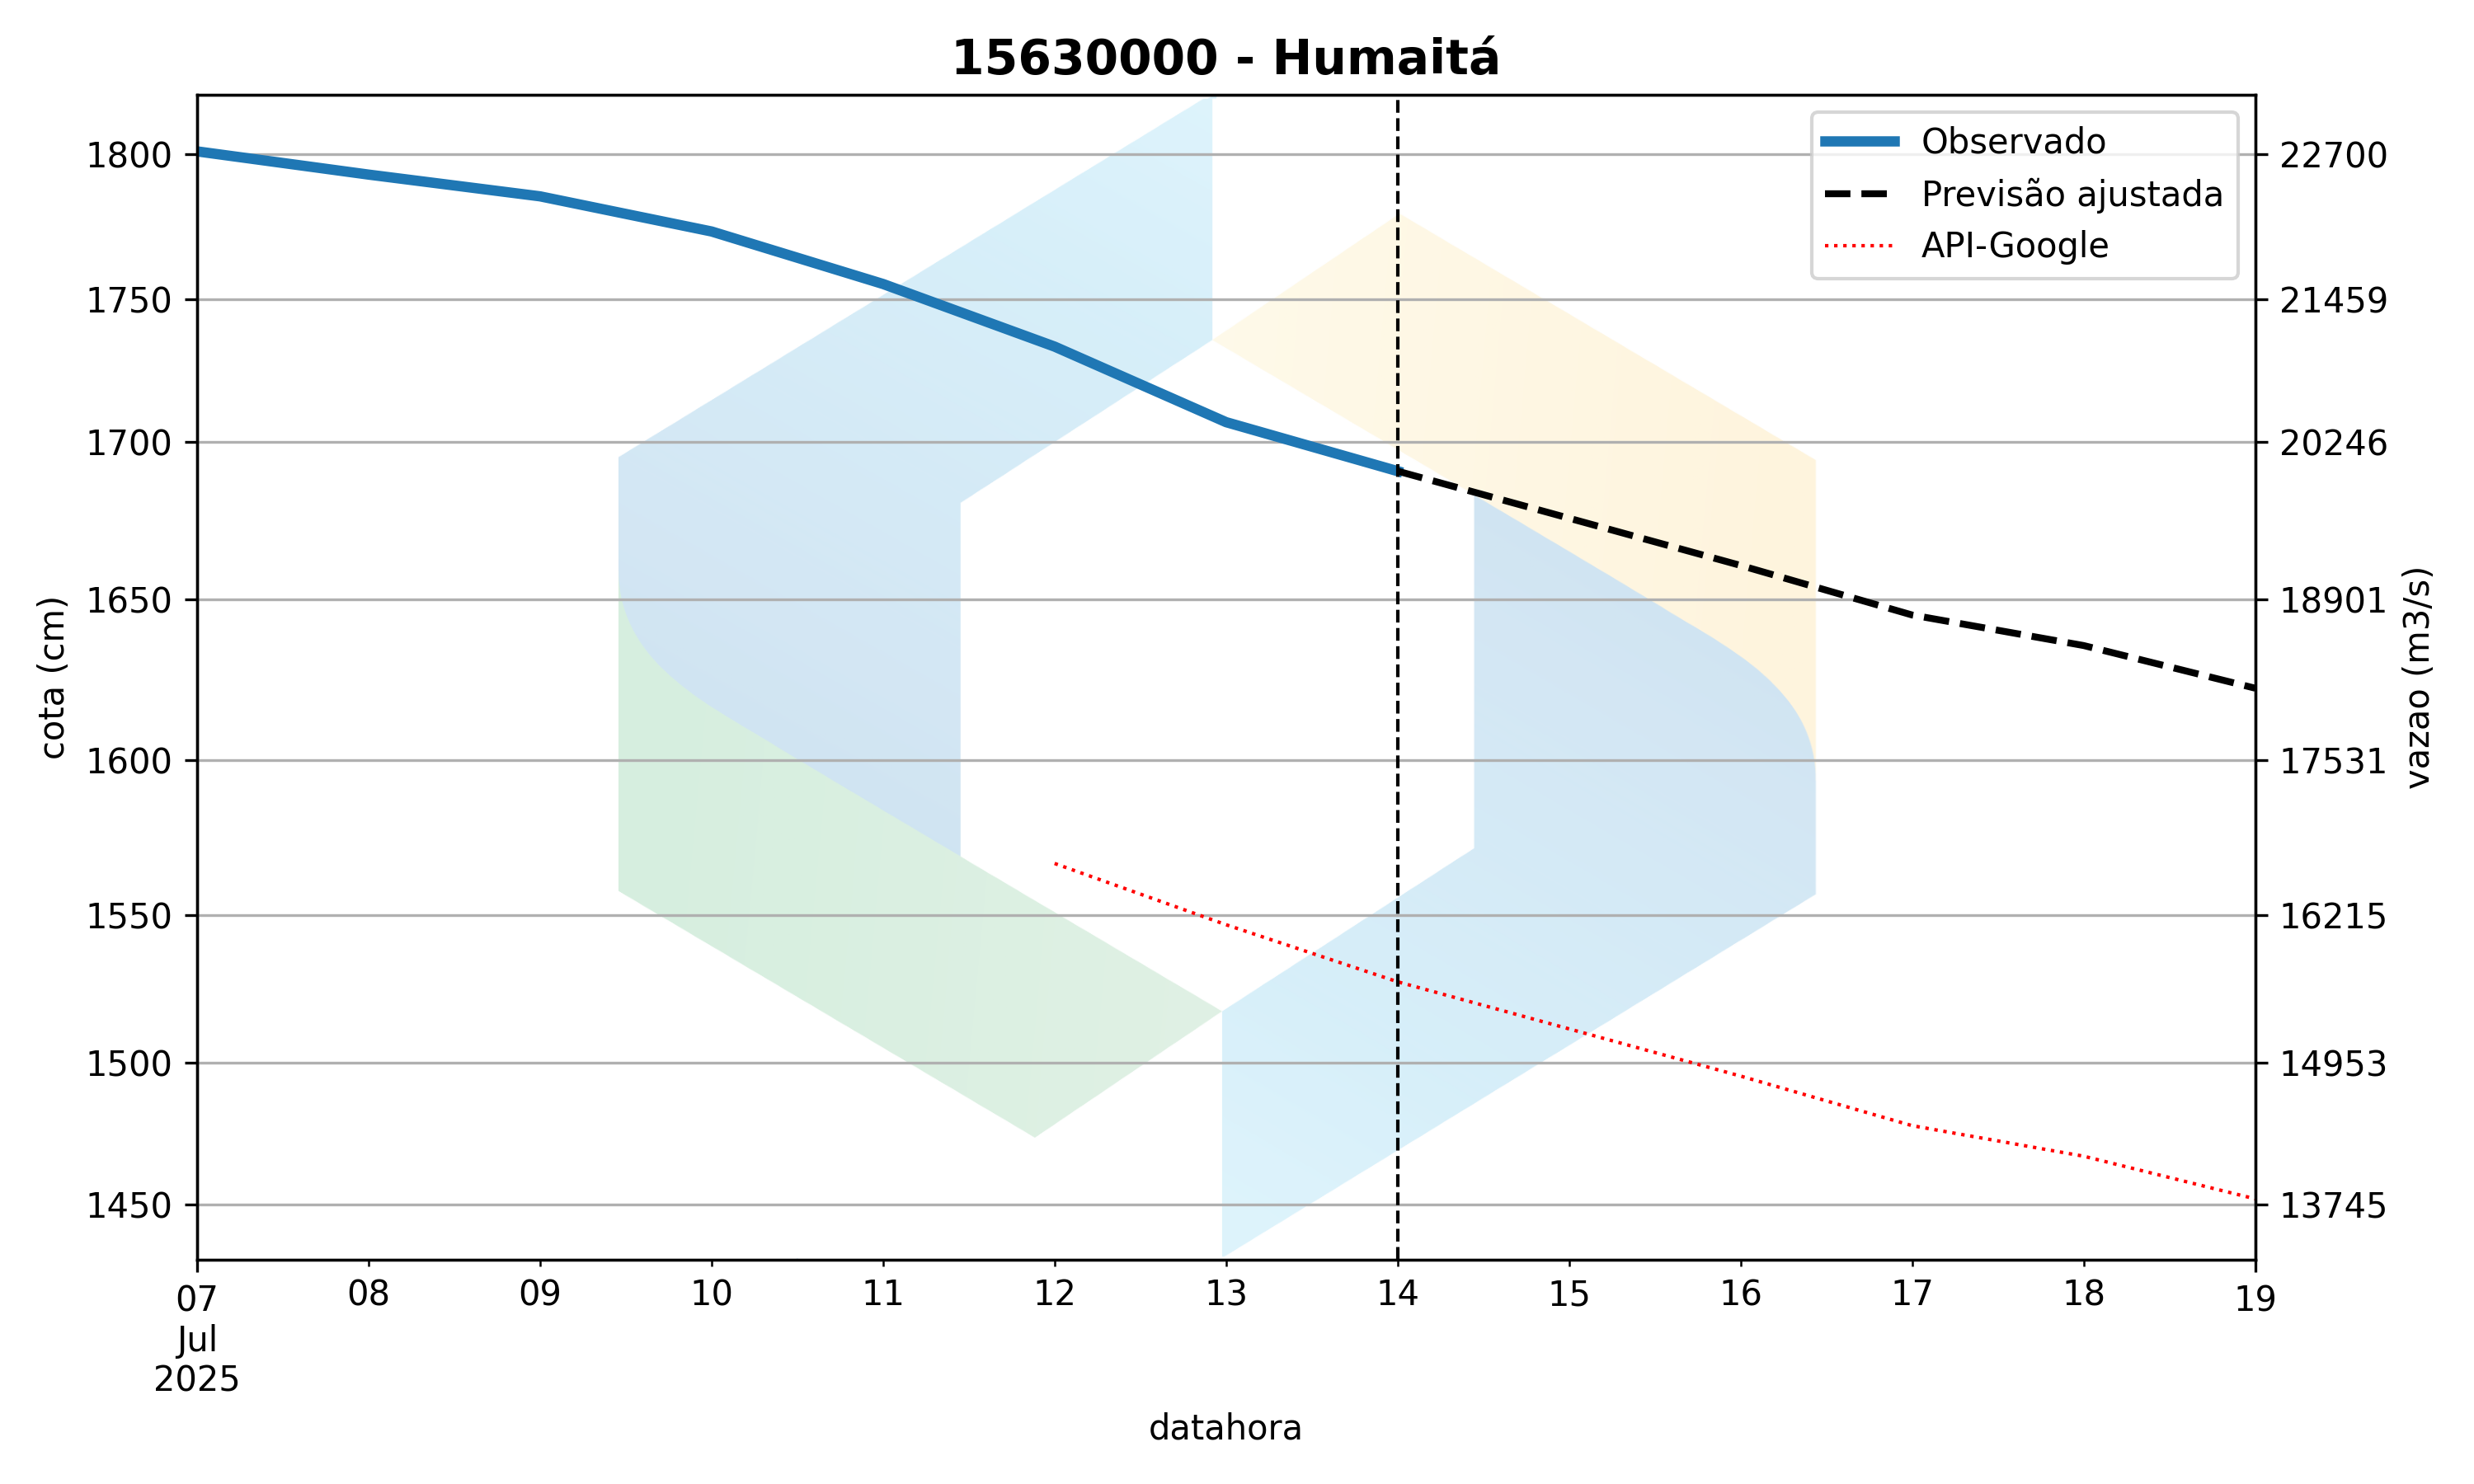 15630000 - Humaitá
Observado
Previsão ajustada
API-Google
1800
1750
1700
1650
1600
1550
1500
1450
cota (cm)
22700
21459
20246
18901
17531
16215
14953
13745
vazao (m3/s)
07 08 09 10 11 12 13 14 15 16 17 18 19
Jul
2025
datahora